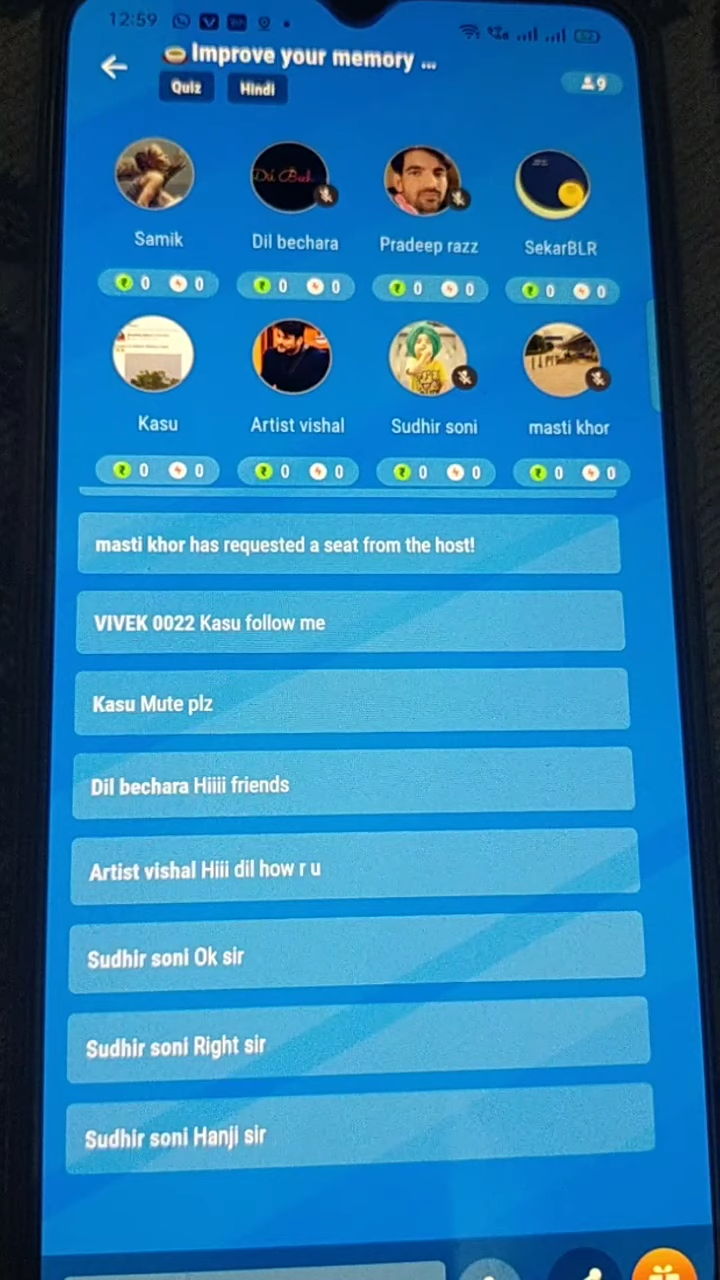 12:59
Improve your memory ...
Quiz Hindi
9
Samik Dil bechara Pradeep razz SekarBLR
0 0 0 0 0 0 0 0
Kasu Artist vishal Sudhir soni masti khor
0 0 0 0 0 0 0 0
masti khor has requested a seat from the host!
VIVEK 0022 Kasu follow me
Kasu Mute plz
Dil bechara Hiiii friends
Artist vishal Hiii dil how r u
Sudhir soni Ok sir
Sudhir soni Right sir
Sudhir soni Hanji sir